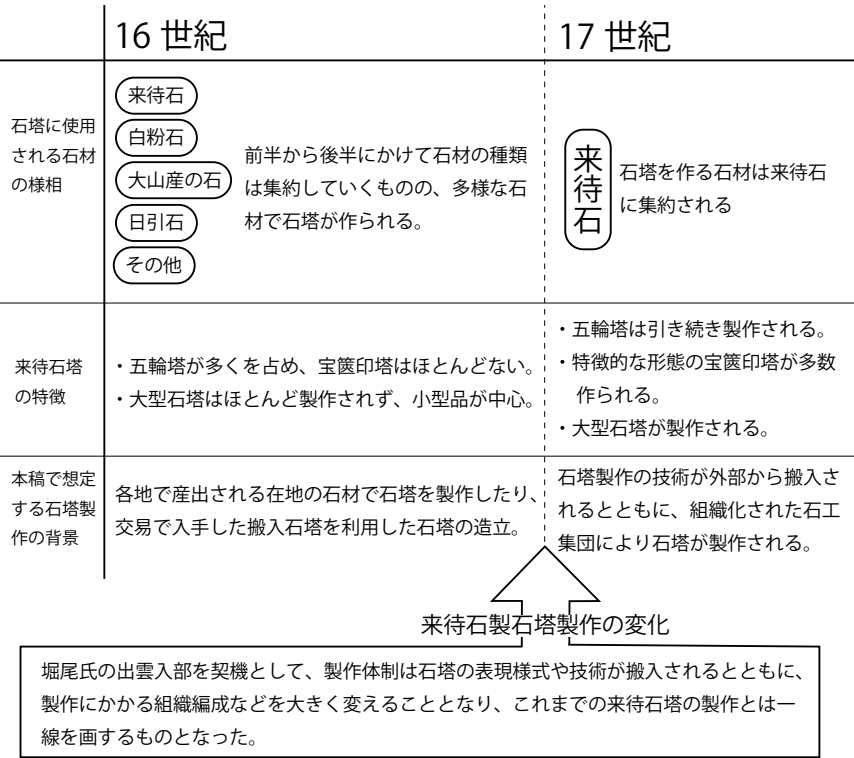 16 世紀
17 世紀
石塔に使用
される石材
の様相
来待石
白粉石
大山産の石
日引石
その他
前半から後半にかけて石材の種類
は集約していくものの、多様な石
材で石塔が作られる。
来待石
石塔を作る石材は来待石
に集約される
来待石塔
の特徴
・五輪塔が多くを占め、宝篋印塔はほとんどない。
・大型石塔はほとんど製作されず、小型品が中心。
・五輪塔は引き続き製作される。
・特徴的な形態の宝篋印塔が多数
作られる。
・大型石塔が製作される。
本稿で想定
する石塔製
作の背景
各地で産出される在地の石材で石塔を製作したり、
交易で入手した搬入石塔を利用した石塔の造立。
石塔製作の技術が外部から搬入さ
れるとともに、組織化された石工
集団により石塔が製作される。
来待石製石塔製作の変化
堀尾氏の出雲入部を契機として、製作体制は石塔の表現様式や技術が搬入されるとともに、
製作にかかる組織編成などを大きく変えることとなり、これまでの来待石塔の製作とは一
線を画するものとなった。